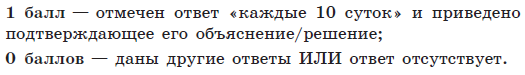 1 балл — отмечен ответ «каждые 10 суток» и приведено
подтверждающее его объяснение/решение;
0 баллов — даны другие ответы ИЛИ ответ отсутствует.